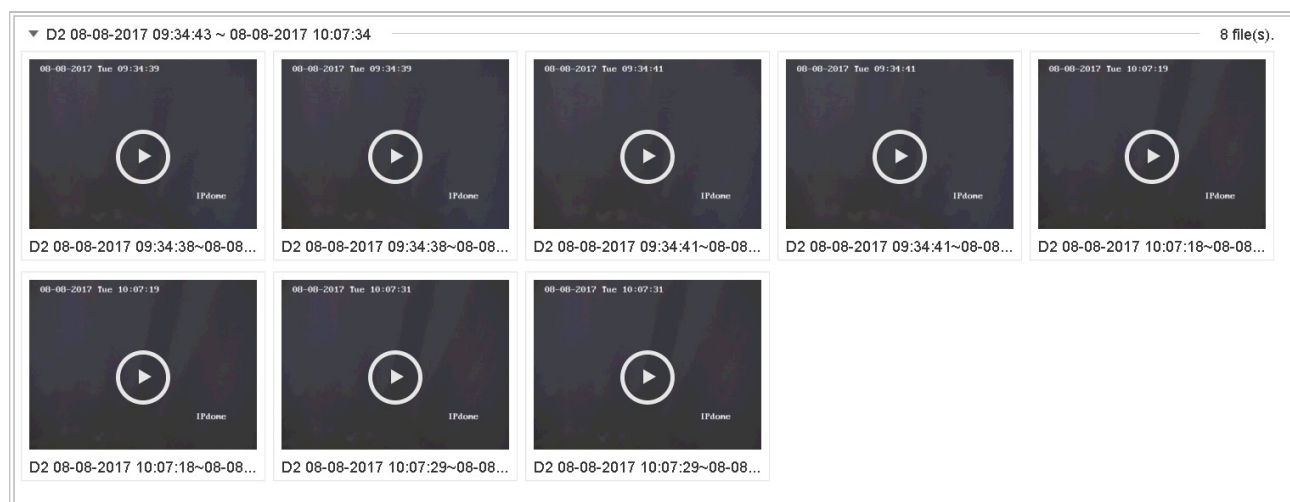 D2 08-08-2017 09:34:43 ~ 08-08-2017 10:07:34 8 file(s).
08-08-2017 Tue 09:34:39
IPdome
D2 08-08-2017 09:34:38~08-08...
08-08-2017 Tue 09:34:39
IPdome
D2 08-08-2017 09:34:38~08-08...
08-08-2017 Tue 09:34:41
IPdome
D2 08-08-2017 09:34:41~08-08...
08-08-2017 Tue 09:34:41
IPdome
D2 08-08-2017 09:34:41~08-08...
08-08-2017 Tue 10:07:19
IPdome
D2 08-08-2017 10:07:18~08-08...
08-08-2017 Tue 10:07:19
IPdome
D2 08-08-2017 10:07:18~08-08...
08-08-2017 Tue 10:07:31
IPdome
D2 08-08-2017 10:07:29~08-08...
08-08-2017 Tue 10:07:31
IPdome
D2 08-08-2017 10:07:29~08-08...